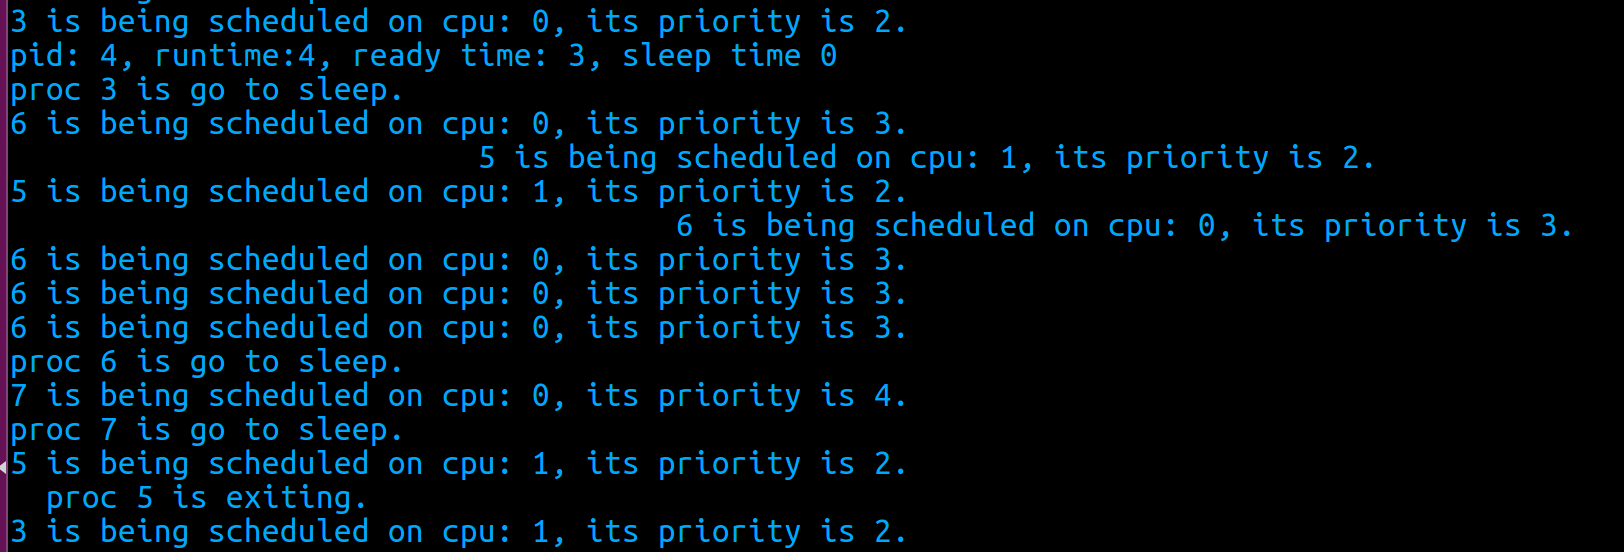 3 is being scheduled on cpu: 0, its priority is 2.
pid: 4, runtime:4, ready time: 3, sleep time 0
proc 3 is go to sleep.
6 is being scheduled on cpu: 0, its priority is 3.
5 is being scheduled on cpu: 1, its priority is 2.
5 is being scheduled on cpu: 1, its priority is 2.
6 is being scheduled on cpu: 0, its priority is 3.
6 is being scheduled on cpu: 0, its priority is 3.
6 is being scheduled on cpu: 0, its priority is 3.
6 is being scheduled on cpu: 0, its priority is 3.
proc 6 is go to sleep.
7 is being scheduled on cpu: 0, its priority is 4.
proc 7 is go to sleep.
5 is being scheduled on cpu: 1, its priority is 2.
proc 5 is exiting.
3 is being scheduled on cpu: 1, its priority is 2.